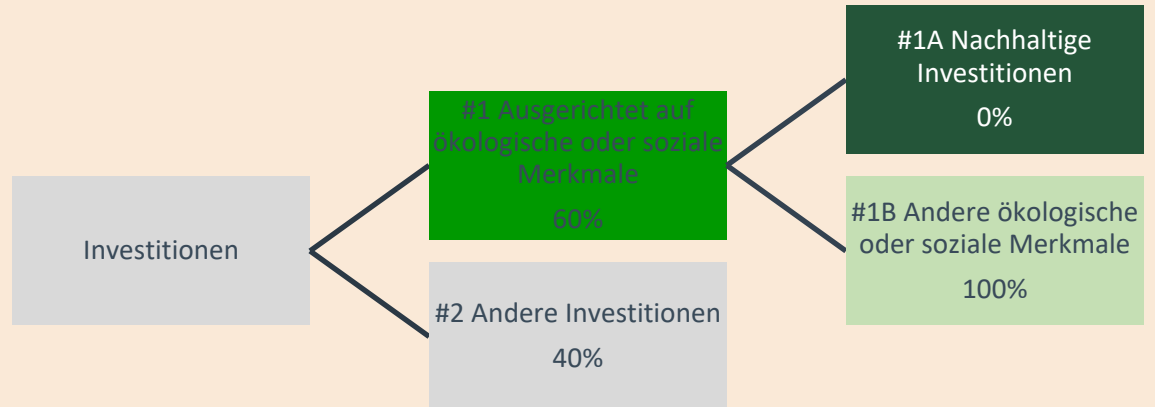 Investitionen
#1 Ausgerichtet auf
ökologische oder soziale
Merkmale
60%
#2 Andere Investitionen
40%
#1A Nachhaltige
Investitionen
0%
#1B Andere ökologische
oder soziale Merkmale
100%